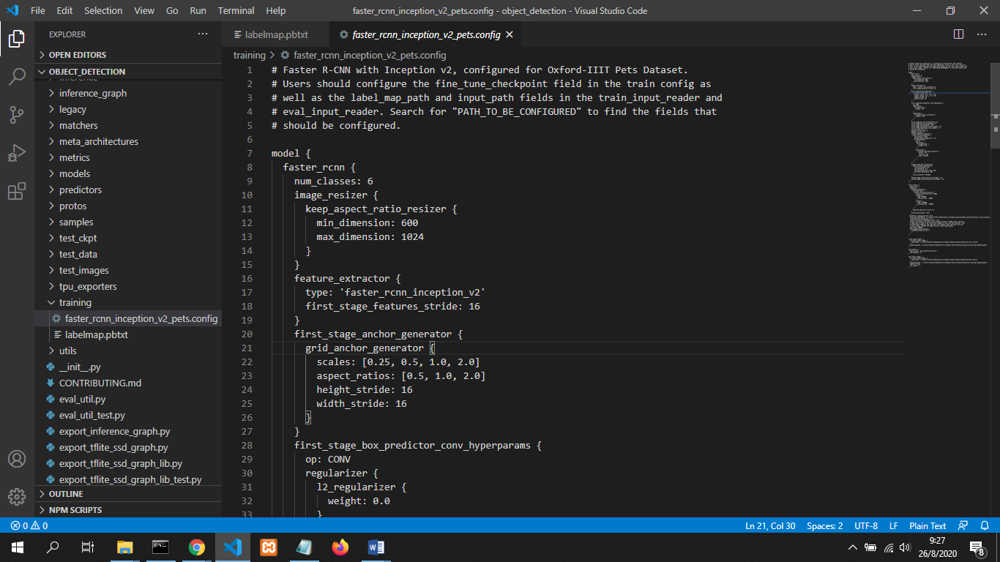 File Edit Selection View Go Run Terminal Help
faster_rcnn_inception_v2_pets.config - object_detection - Visual Studio Code
EXPLORER
OPEN EDITORS
OBJECT_DETECTION
inference_graph
legacy
matchers
meta_architectures
metrics
models
predictors
protos
samples
test_ckpt
test_data
test_images
tpu_exporters
training
faster_rcnn_inception_v2_pets.config
labelmap.pbtxt
utils
__init__.py
CONTRIBUTING.md
eval_util.py
eval_util_test.py
export_inference_graph.py
export_tflite_ssd_graph.py
export_tflite_ssd_graph_lib.py
export_tflite_ssd_graph_lib_test.py
OUTLINE
NPM SCRIPTS
labelmap.pbtxt
faster_rcnn_inception_v2_pets.config
training > faster_rcnn_inception_v2_pets.config
1 # Faster R-CNN with Inception v2, configured for Oxford-IIIT Pets Dataset.
2 # Users should configure the fine_tune_checkpoint field in the train config as
3 # well as the label_map_path and input_path fields in the train_input_reader and
4 # eval_input_reader. Search for "PATH_TO_BE_CONFIGURED" to find the fields that
5 # should be configured.
6
7 model {
8 faster_rcnn {
9 num_classes: 6
10 image_resizer {
11 keep_aspect_ratio_resizer {
12 min_dimension: 600
13 max_dimension: 1024
14 }
15 }
16 feature_extractor {
17 type: 'faster_rcnn_inception_v2'
18 first_stage_features_stride: 16
19 }
20 first_stage_anchor_generator {
21 grid_anchor_generator {
22 scales: [0.25, 0.5, 1.0, 2.0]
23 aspect_ratios: [0.5, 1.0, 2.0]
24 height_stride: 16
25 width_stride: 16
26 }
27 }
28 first_stage_box_predictor_conv_hyperparams {
29 op: CONV
30 regularizer {
31 l2_regularizer {
32 weight: 0.0
33 }
0 0
Ln 21, Col 30 Spaces: 2 UTF-8 LF Plain Text
9:27
26/8/2020
8